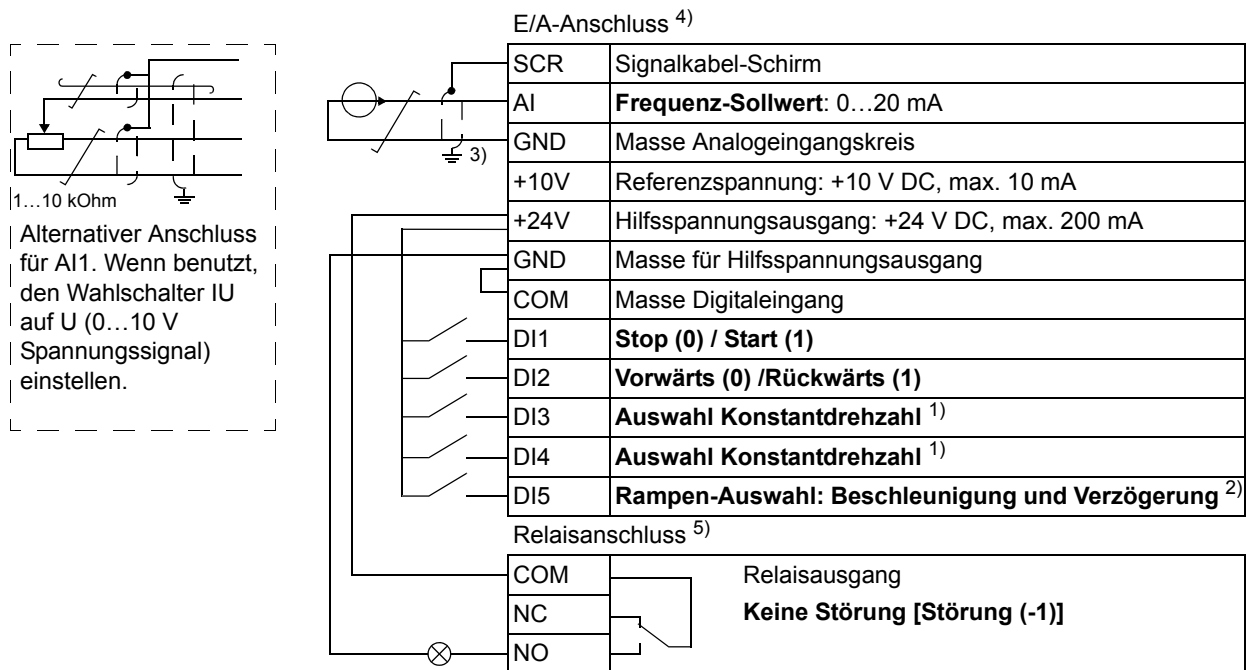 E/A-Anschluss 4)
SCR Signalkabel-Schirm
AI Frequenz-Sollwert: 0…20 mA
GND Masse Analogeingangskreis
3)
+10V Referenzspannung: +10 V DC, max. 10 mA
+24V Hilfsspannungsausgang: +24 V DC, max. 200 mA
GND Masse für Hilfsspannungsausgang
COM Masse Digitaleingang
DI1 Stop (0) / Start (1)
DI2 Vorwärts (0) /Rückwärts (1)
DI3 Auswahl Konstantdrehzahl 1)
DI4 Auswahl Konstantdrehzahl 1)
DI5 Rampen-Auswahl: Beschleunigung und Verzögerung 2)
1…10 kOhm
Alternativer Anschluss
für AI1. Wenn benutzt,
den Wahlschalter IU
auf U (0…10 V
Spannungssignal)
einstellen.
Relaisanschluss 5)
COM Relaisausgang
NC Keine Störung [Störung (-1)]
NO